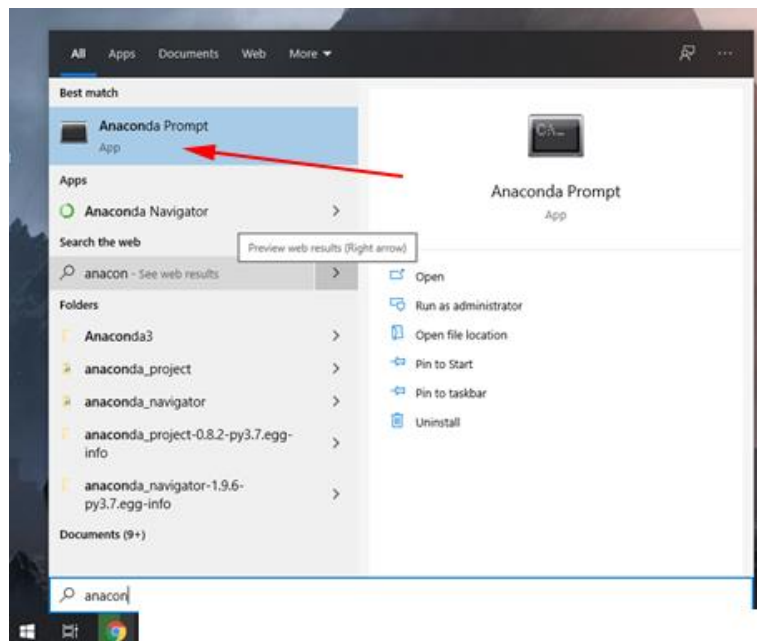 All Apps Documents Web More
Best match
Anaconda Prompt
App
Apps
Anaconda Navigator
Search the web
anacon - See web results
Preview web results (Right arrow)
Folders
Anaconda3
anaconda_project
anaconda_navigator
anaconda_project-0.8.2-py3.7.egg-
info
anaconda_navigator-1.9.6-
py3.7.egg-info
Documents (9+)
anacon
C:\_
Anaconda Prompt
App
Open
Run as administrator
Open file location
Pin to Start
Pin to taskbar
Uninstall